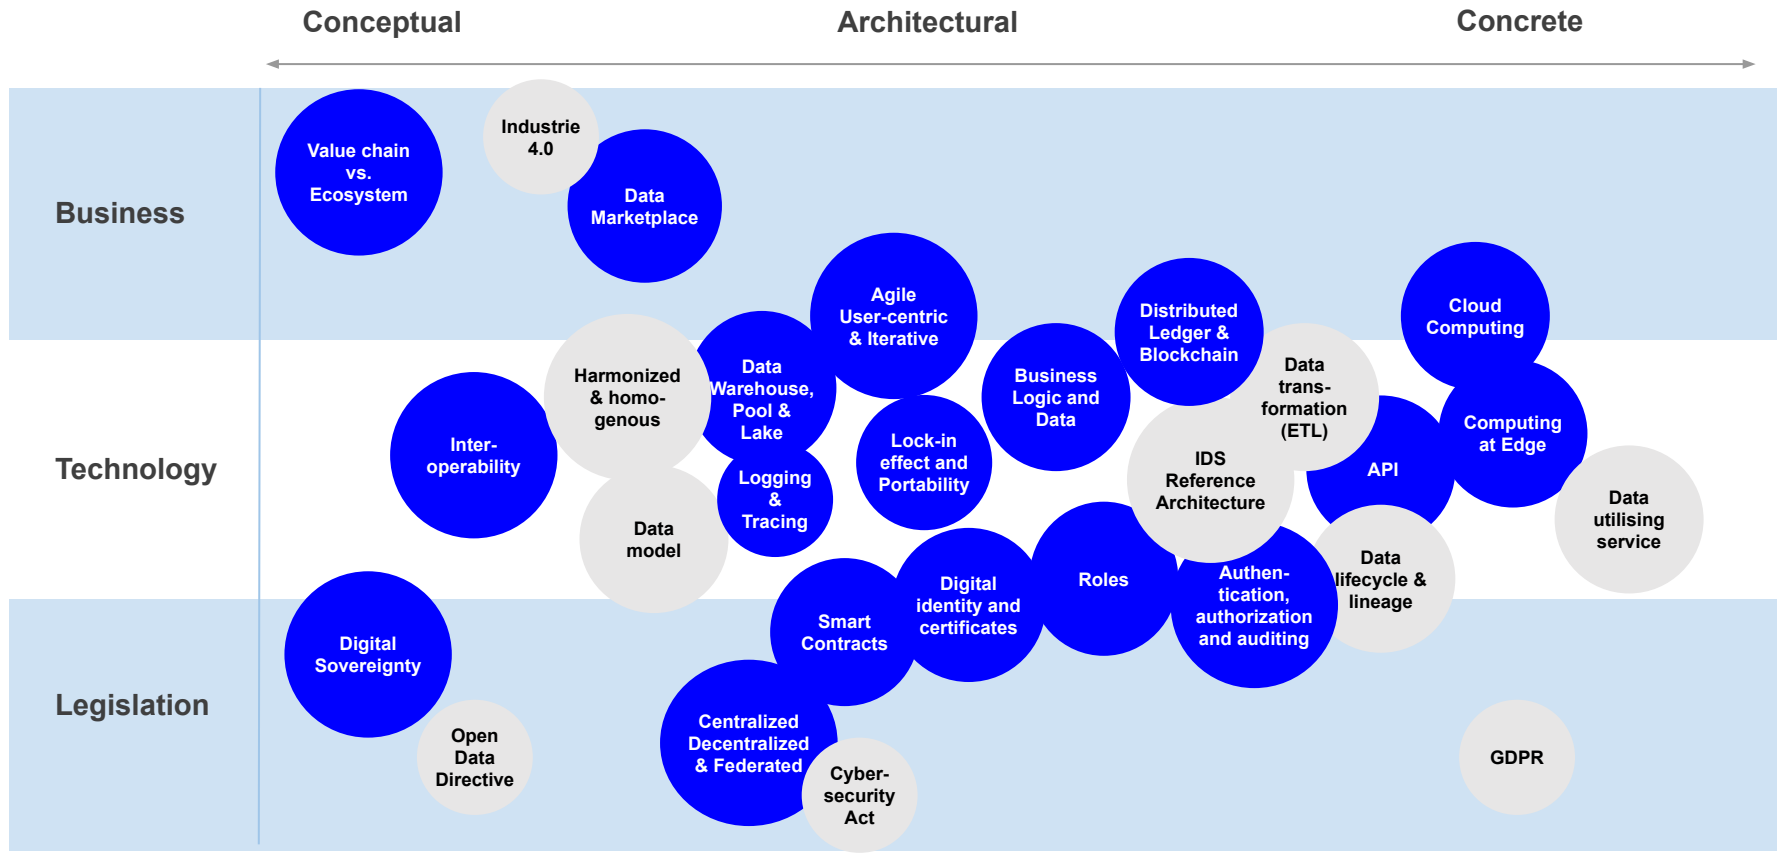 Conceptual
Architectural
Concrete
Business
Technology
Legislation
Value chain
vs.
Ecosystem
Industrie
4.0
Data
Marketplace
Agile
User-centric
& Iterative
Distributed
Ledger &
Blockchain
Cloud
Computing
Harmonized
& homo-
genous
Data
Warehouse,
Pool &
Lake
Business
Logic and
Data
Data
trans-
formation
(ETL)
Computing
at Edge
Inter-
operability
Lock-in
effect and
Portability
IDS
Reference
Architecture
API
Logging
&
Tracing
Data
model
Data
utilising
service
Digital
identity and
certificates
Roles
Authen-
tication,
authorization
and auditing
Data
lifecycle &
lineage
Smart
Contracts
Digital
Sovereignty
Centralized
Decentralized
& Federated
Open
Data
Directive
Cyber-
security
Act
GDPR